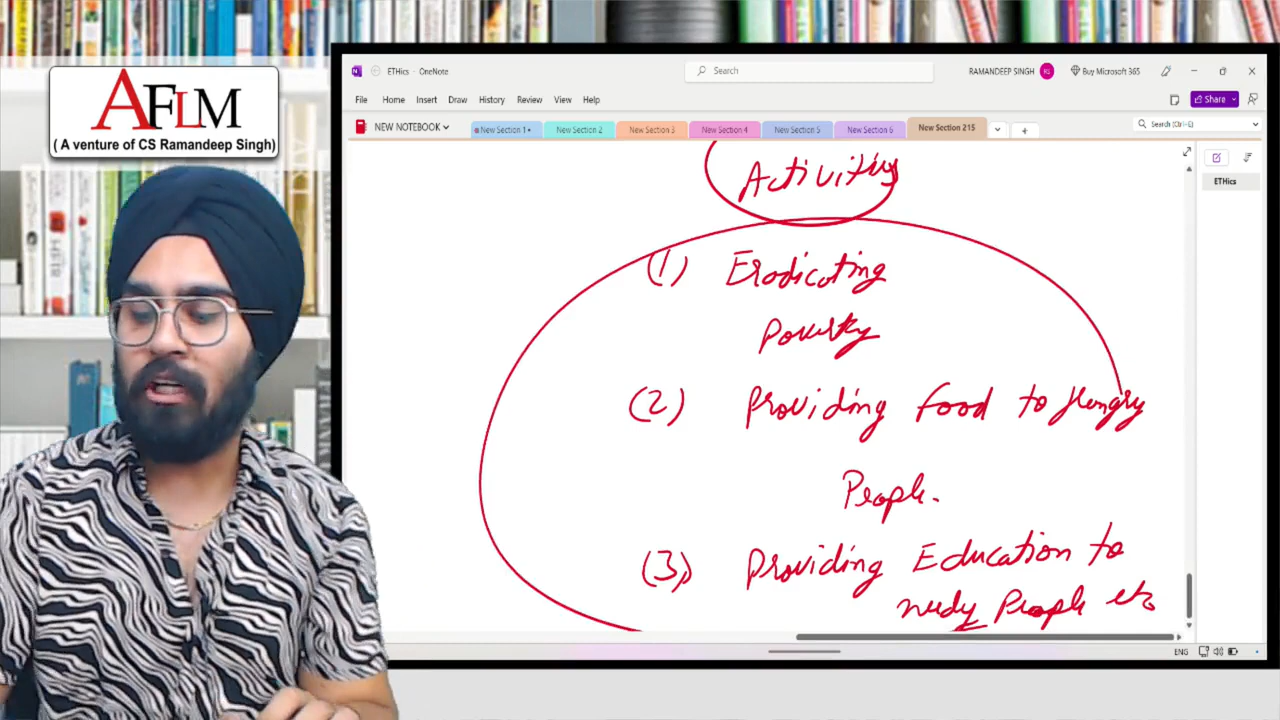 AFLM
( A venture of CS Ramandeep Singh)
ETHics - OneNote
Search
RAMANDEEP SINGH
Buy Microsoft 365
File Home Insert Draw History Review View Help
Share
NEW NOTEBOOK
New Section 1
New Section 2
New Section 3
New Section 4
New Section 5
New Section 6
New Section 215
Search (Ctrl+E)
ETHics
Activities
(1) Eradicating
Poverty
(2) Providing food to Hungry
People.
(3) Providing Education to
needy People etc
ENG